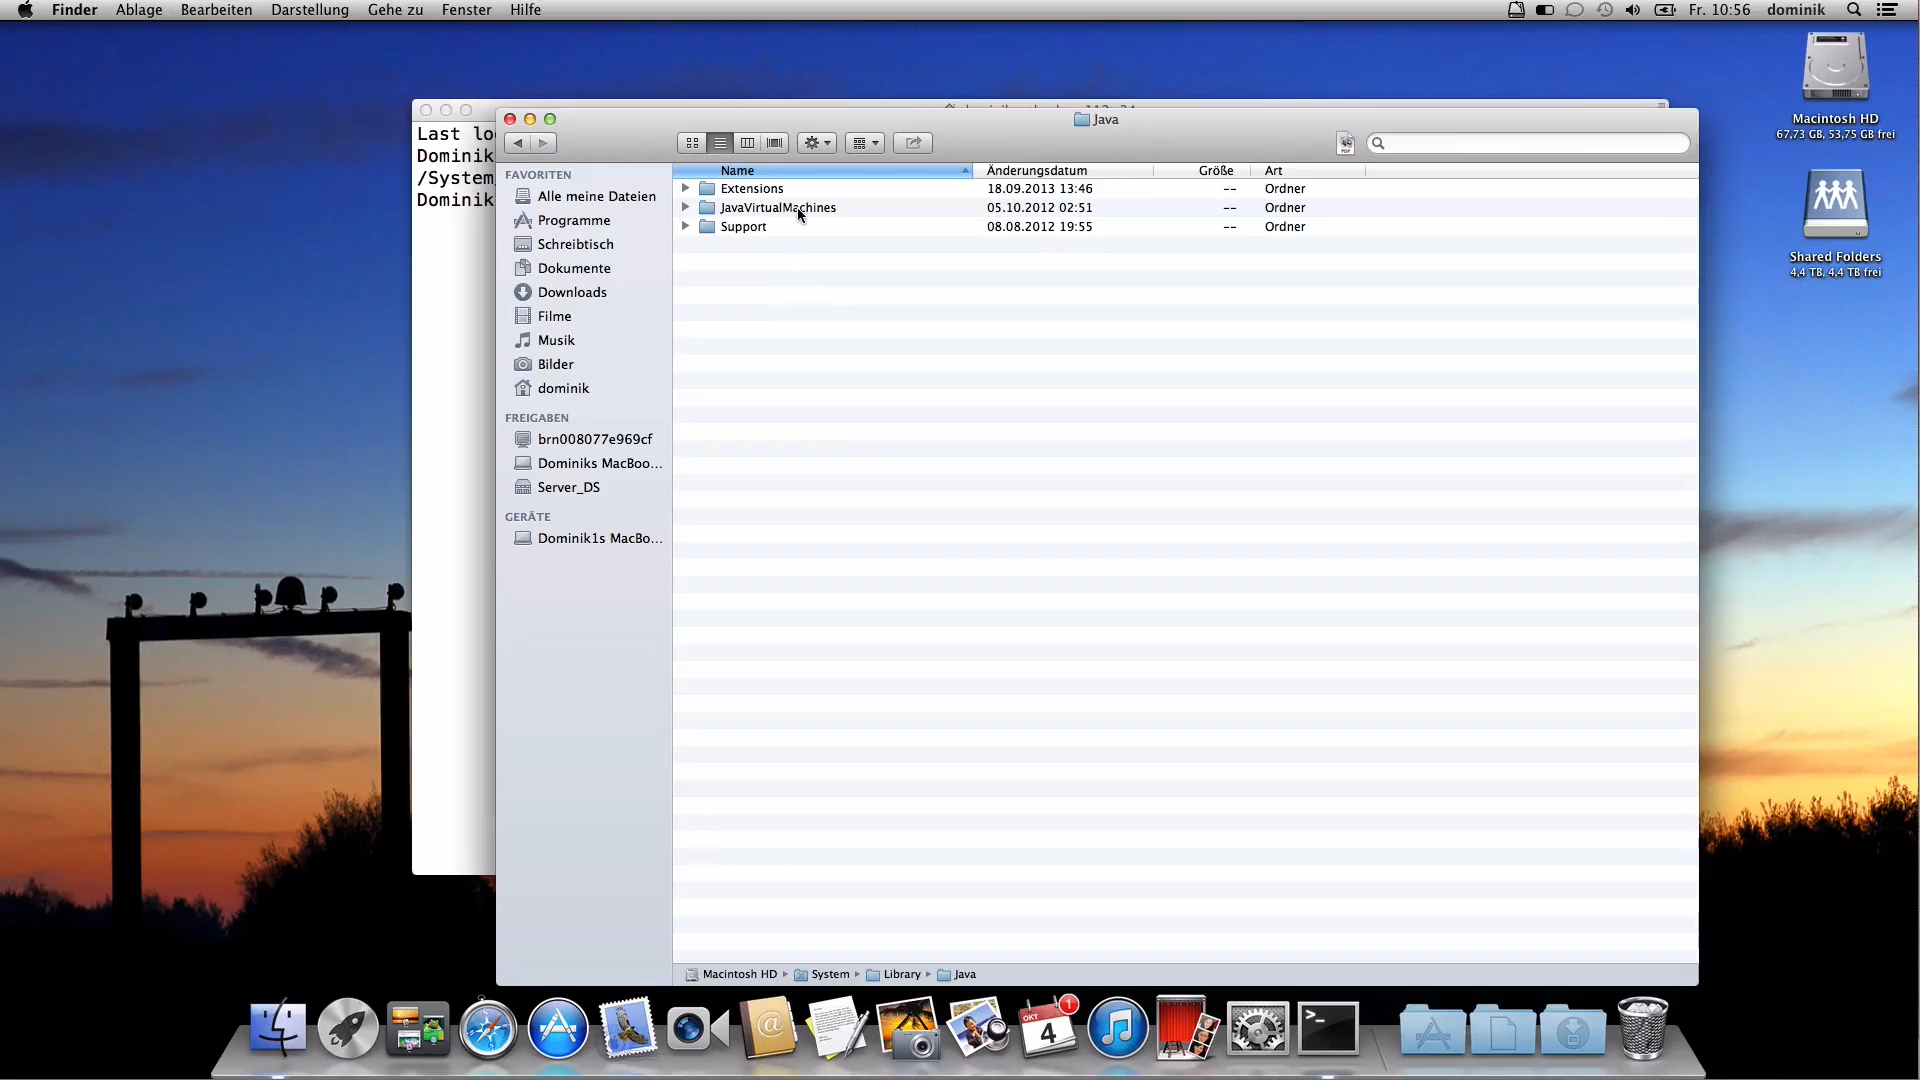 Finder Ablage Bearbeiten Darstellung Gehe zu Fenster Hilfe Fr. 10:56 dominik
Macintosh HD
67,73 GB, 53,75 GB frei
Shared Folders
4,4 TB, 4,4 TB frei
Last lo
Dominik
/System
Dominik
Java
FAVORITEN
Alle meine Dateien
Programme
Schreibtisch
Dokumente
Downloads
Filme
Musik
Bilder
dominik
FREIGABEN
brn008077e969cf
Dominiks MacBoo...
Server_DS
GERÄTE
Dominik1s MacBo...
Name Änderungsdatum Größe Art
Extensions 18.09.2013 13:46 -- Ordner
JavaVirtualMachines 05.10.2012 02:51 -- Ordner
Support 08.08.2012 19:55 -- Ordner
Macintosh HD System Library Java
OKT
4
1